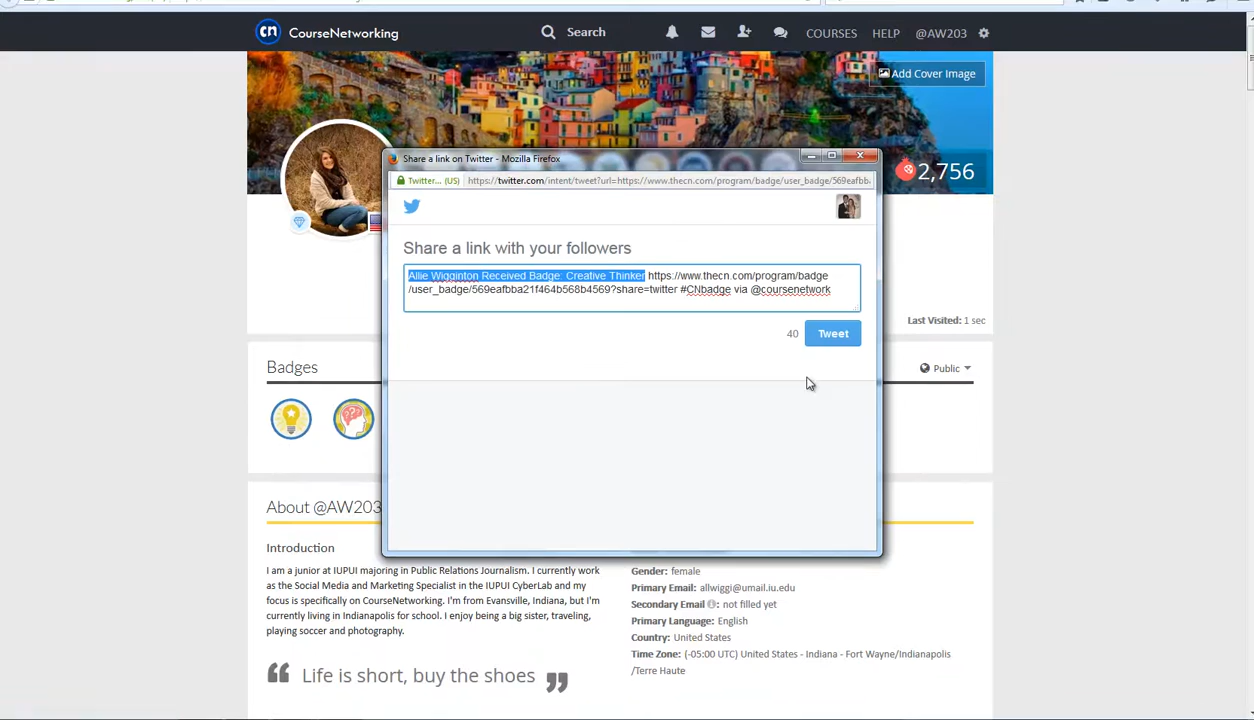 CourseNetworking
Search
COURSES
HELP
@AW203
Add Cover Image
2,756
Share a link on Twitter - Mozilla Firefox
Twitter... (US)
https://twitter.com/intent/tweet?url=https://www.thecn.com/program/badge/user_badge/569eafbb
Share a link with your followers
Allie Wigginton Received Badge: Creative Thinker https://www.thecn.com/program/badge
/user_badge/569eafbba21f464b568b4569?share=twitter #CNbadge via @coursenetwork
40
Tweet
Last Visited: 1 sec
Badges
Public
About @AW203
Introduction
I am a junior at IUPUI majoring in Public Relations Journalism. I currently work
as the Social Media and Marketing Specialist in the IUPUI CyberLab and my
focus is specifically on CourseNetworking. I'm from Evansville, Indiana, but I'm
currently living in Indianapolis for school. I enjoy being a big sister, traveling,
playing soccer and photography.
“ Life is short, buy the shoes ”
Gender: female
Primary Email: allwiggi@umail.iu.edu
Secondary Email : not filled yet
Primary Language: English
Country: United States
Time Zone: (-05:00 UTC) United States - Indiana - Fort Wayne/Indianapolis
/Terre Haute